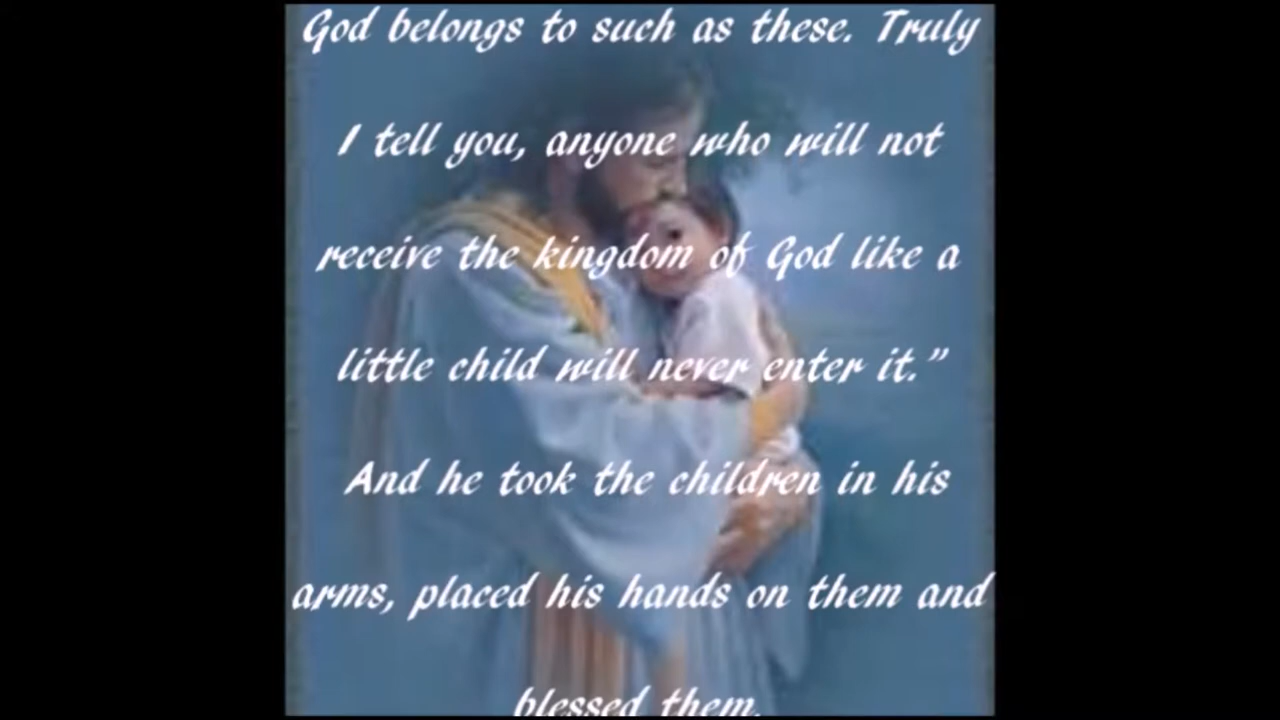 God belongs to such as these. Truly
I tell you, anyone who will not
receive the kingdom of God like a
little child will never enter it.”
And he took the children in his
arms, placed his hands on them and
blessed them.